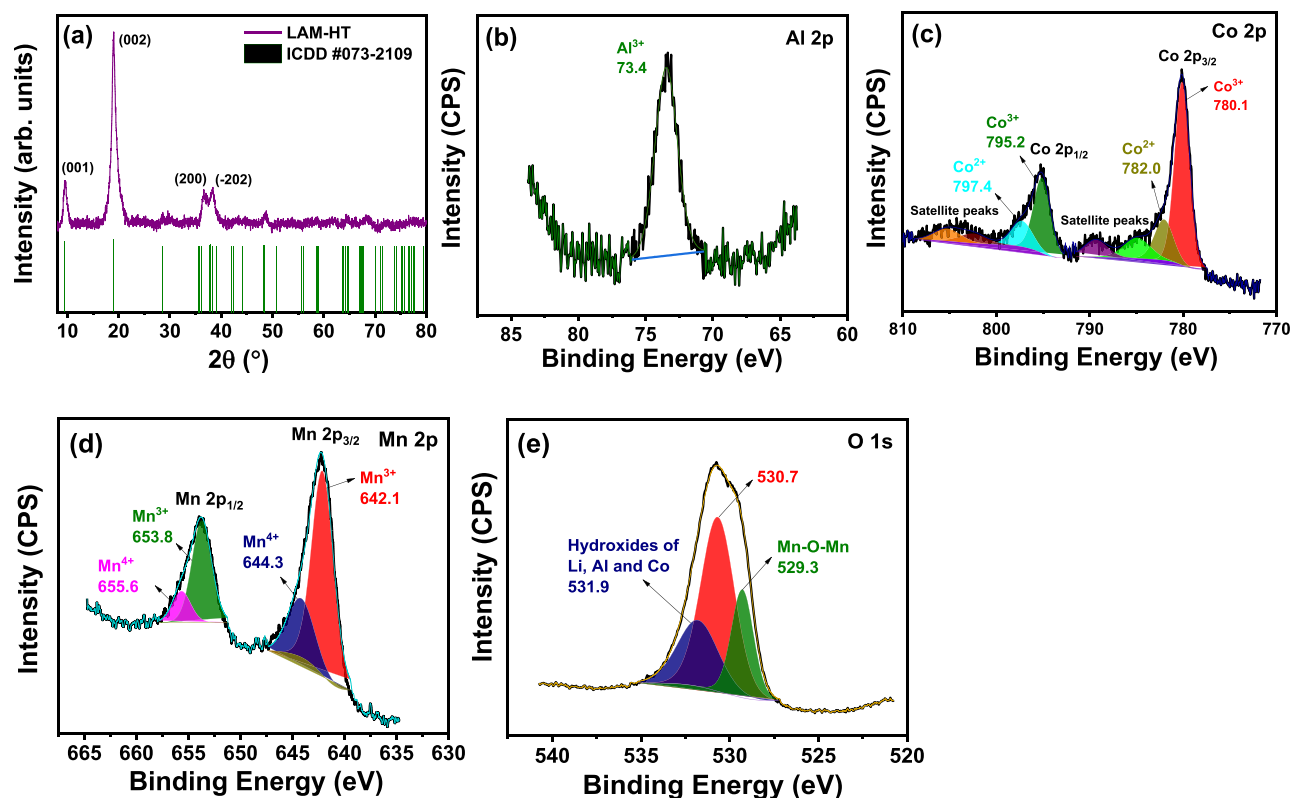 (a)
LAM-HT
ICDD #073-2109
(002)
(001)
(200)
(-202)
Intensity (arb. units)
10 20 30 40 50 60 70 80
2θ (°)
(b)
Al 2p
Al³⁺
73.4
Intensity (CPS)
85 80 75 70 65 60
Binding Energy (eV)
(c)
Co 2p
Co 2p₃/₂
Co³⁺
780.1
Co³⁺
795.2
Co 2p₁/₂
Co²⁺
782.0
Co²⁺
797.4
Satellite peaks
Satellite peaks
Intensity (CPS)
810 800 790 780 770
Binding Energy (eV)
(d)
Mn 2p
Mn 2p₃/₂
Mn³⁺
642.1
Mn 2p₁/₂
Mn³⁺
653.8
Mn⁴⁺
644.3
Mn⁴⁺
655.6
Intensity (CPS)
665 660 655 650 645 640 635 630
Binding Energy (eV)
(e)
O 1s
530.7
Hydroxides of
Li, Al and Co
531.9
Mn-O-Mn
529.3
Intensity (CPS)
540 535 530 525 520
Binding Energy (eV)